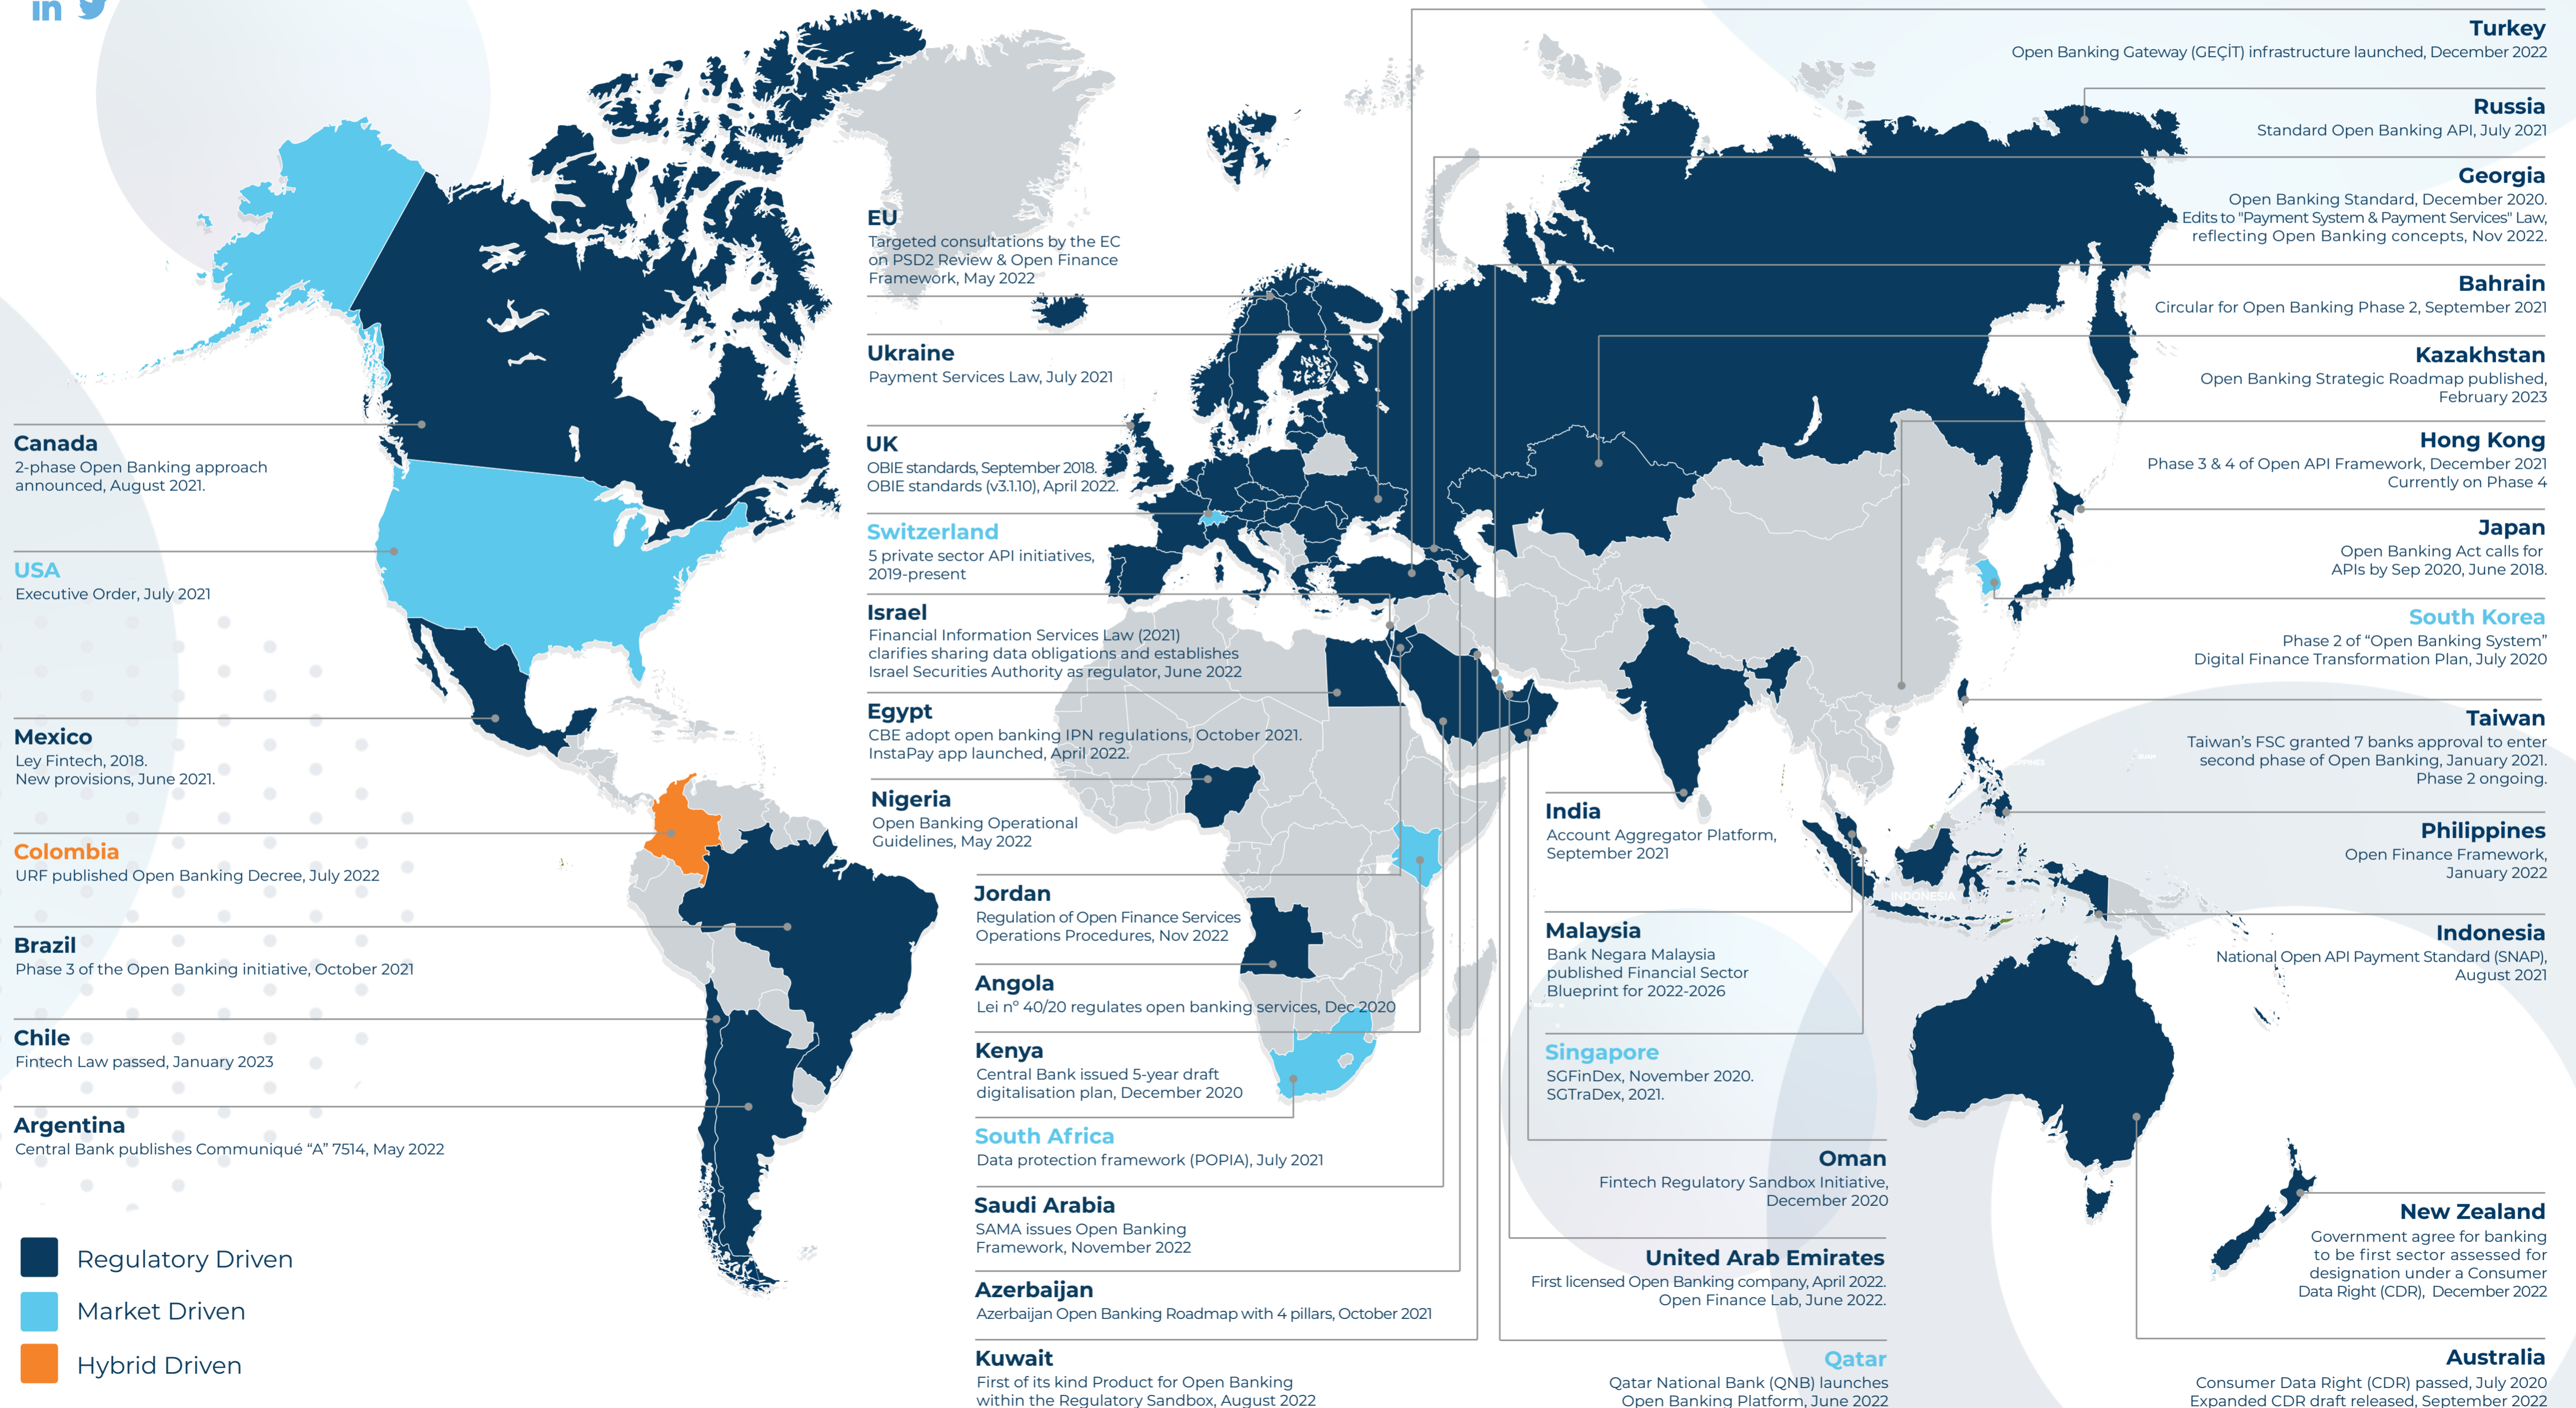 in
Canada
2-phase Open Banking approach
announced, August 2021.
USA
Executive Order, July 2021
Mexico
Ley Fintech, 2018.
New provisions, June 2021.
Colombia
URF published Open Banking Decree, July 2022
Brazil
Phase 3 of the Open Banking initiative, October 2021
Chile
Fintech Law passed, January 2023
Argentina
Central Bank publishes Communiqué “A” 7514, May 2022
Regulatory Driven
Market Driven
Hybrid Driven
EU
Targeted consultations by the EC
on PSD2 Review & Open Finance
Framework, May 2022
Ukraine
Payment Services Law, July 2021
UK
OBIE standards, September 2018.
OBIE standards (v3.1.10), April 2022.
Switzerland
5 private sector API initiatives,
2019-present
Israel
Financial Information Services Law (2021)
clarifies sharing data obligations and establishes
Israel Securities Authority as regulator, June 2022
Egypt
CBE adopt open banking IPN regulations, October 2021.
InstaPay app launched, April 2022.
Nigeria
Open Banking Operational
Guidelines, May 2022
Jordan
Regulation of Open Finance Services
Operations Procedures, Nov 2022
Angola
Lei nº 40/20 regulates open banking services, Dec 2020
Kenya
Central Bank issued 5-year draft
digitalisation plan, December 2020
South Africa
Data protection framework (POPIA), July 2021
Saudi Arabia
SAMA issues Open Banking
Framework, November 2022
Azerbaijan
Azerbaijan Open Banking Roadmap with 4 pillars, October 2021
Kuwait
First of its kind Product for Open Banking
within the Regulatory Sandbox, August 2022
India
Account Aggregator Platform,
September 2021
Malaysia
Bank Negara Malaysia
published Financial Sector
Blueprint for 2022-2026
Singapore
SGFinDex, November 2020.
SGTraDex, 2021.
Oman
Fintech Regulatory Sandbox Initiative,
December 2020
United Arab Emirates
First licensed Open Banking company, April 2022.
Open Finance Lab, June 2022.
Qatar
Qatar National Bank (QNB) launches
Open Banking Platform, June 2022
Turkey
Open Banking Gateway (GEÇİT) infrastructure launched, December 2022
Russia
Standard Open Banking API, July 2021
Georgia
Open Banking Standard, December 2020.
Edits to "Payment System & Payment Services" Law,
reflecting Open Banking concepts, Nov 2022.
Bahrain
Circular for Open Banking Phase 2, September 2021
Kazakhstan
Open Banking Strategic Roadmap published,
February 2023
Hong Kong
Phase 3 & 4 of Open API Framework, December 2021
Currently on Phase 4
Japan
Open Banking Act calls for
APIs by Sep 2020, June 2018.
South Korea
Phase 2 of “Open Banking System”
Digital Finance Transformation Plan, July 2020
Taiwan
Taiwan’s FSC granted 7 banks approval to enter
second phase of Open Banking, January 2021.
Phase 2 ongoing.
Philippines
Open Finance Framework,
January 2022
INDONESIA
Indonesia
National Open API Payment Standard (SNAP),
August 2021
New Zealand
Government agree for banking
to be first sector assessed for
designation under a Consumer
Data Right (CDR), December 2022
Australia
Consumer Data Right (CDR) passed, July 2020
Expanded CDR draft released, September 2022